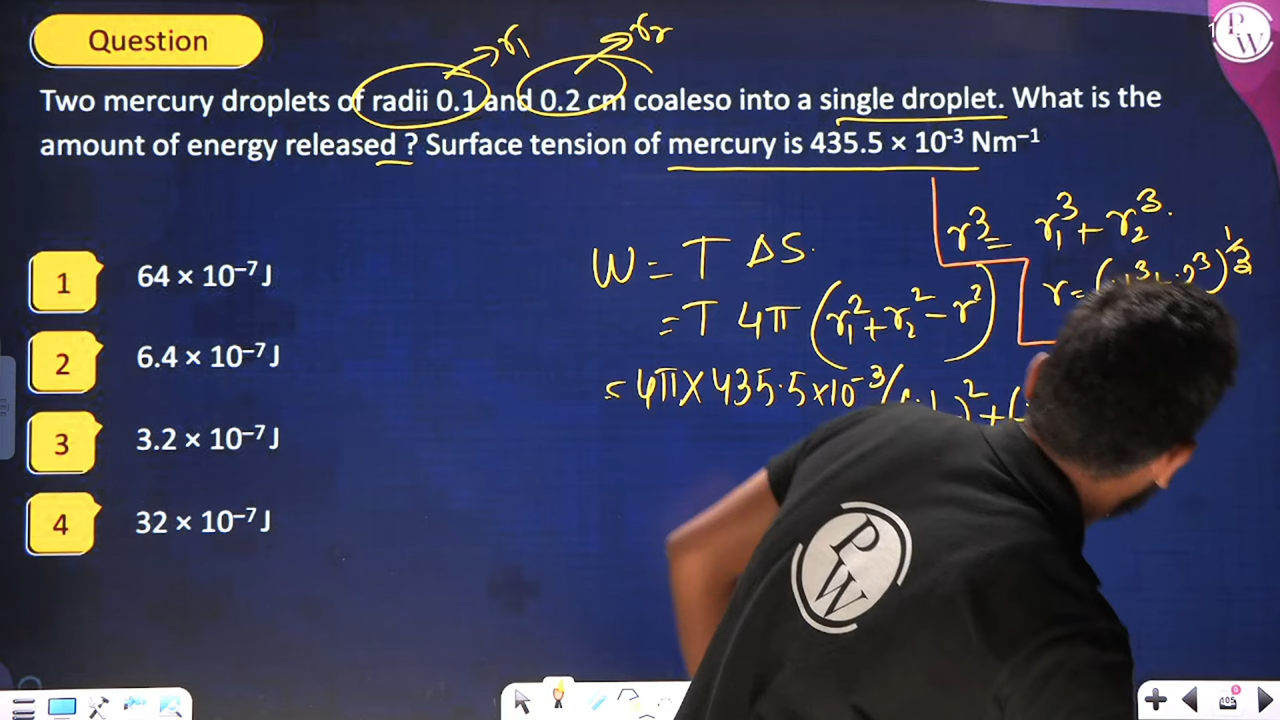 Question
r₁
r₂
Two mercury droplets of radii 0.1 and 0.2 cm coaleso into a single droplet. What is the
amount of energy released ? Surface tension of mercury is 435.5 × 10⁻³ Nm⁻¹
1 64 × 10⁻⁷ J
2 6.4 × 10⁻⁷ J
3 3.2 × 10⁻⁷ J
4 32 × 10⁻⁷ J
r³ = r₁³ + r₂³.
r = (
W = T ΔS.
= T 4π (r₁² + r₂² − r²)
= 4π × 435.5 × 10⁻³ (
PW
PW
105